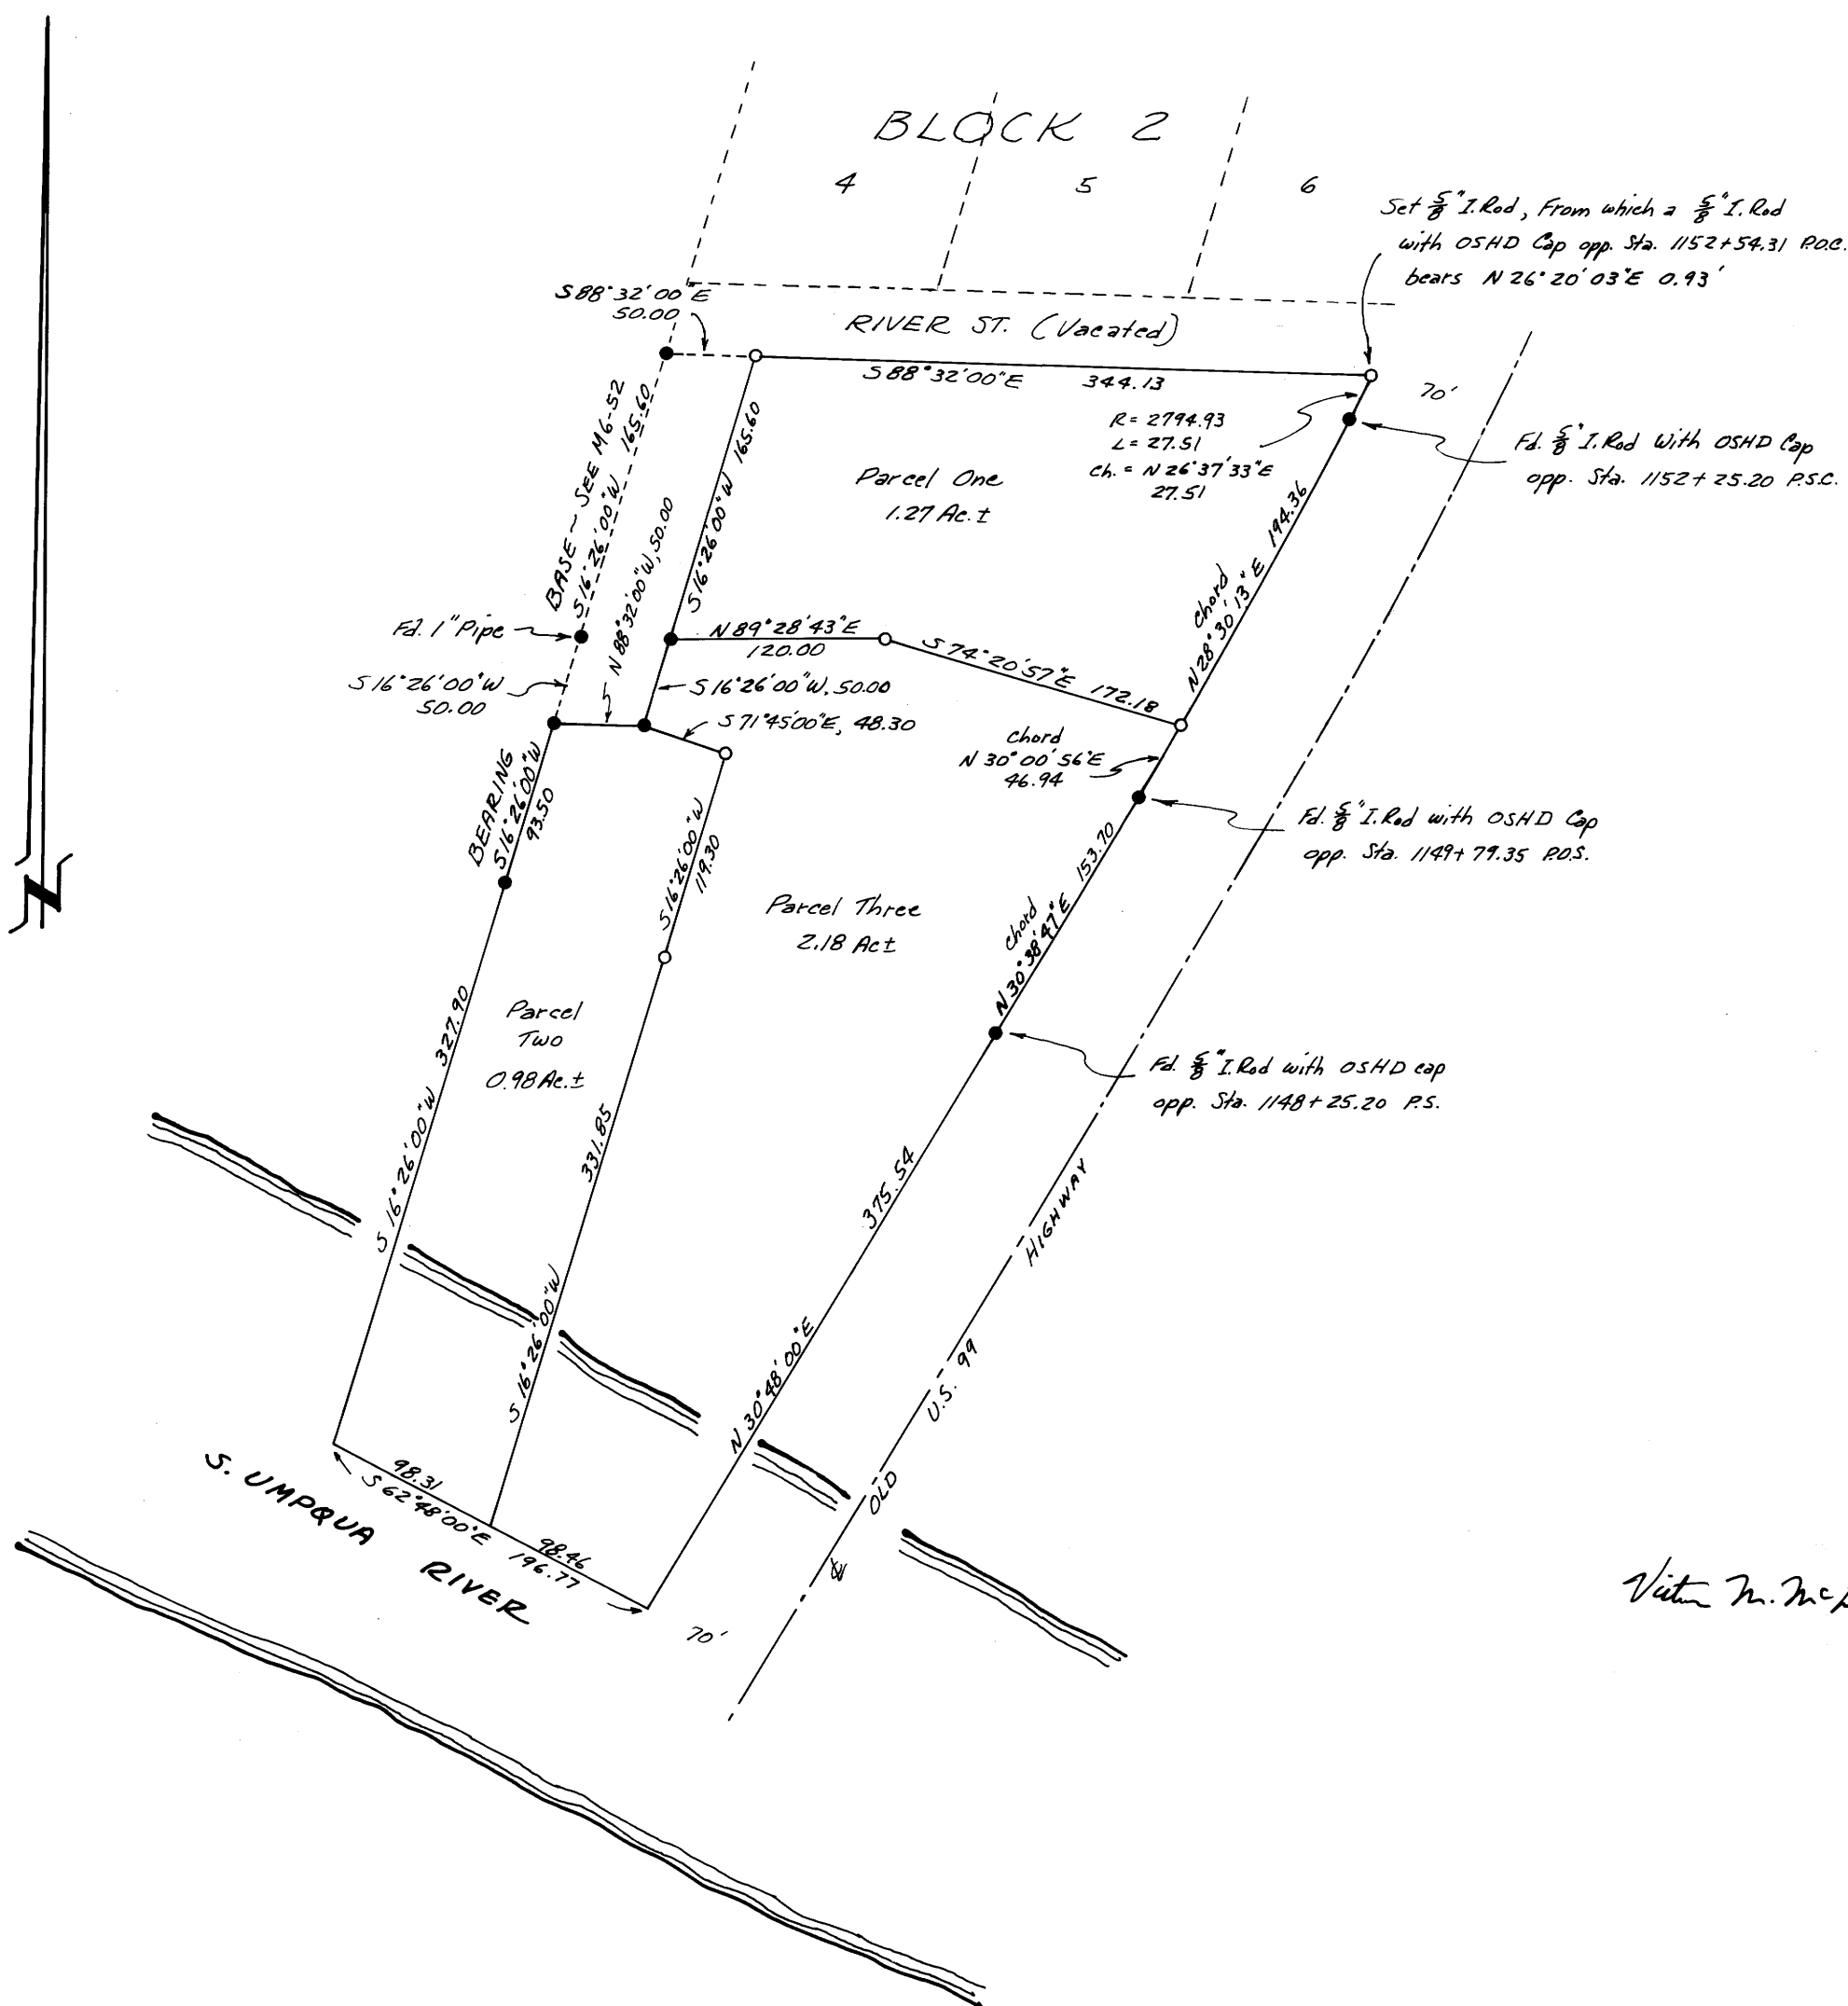 BLOCK 2
4
5
6
Set 5/8" I.Rod, From which a 5/8" I.Rod
with OSHD Cap opp. Sta. 1152+54.31 P.O.C.
bears N 26°20'03"E 0.93'
S 88°32'00"E
50.00
RIVER ST. (Vacated)
S 88°32'00"E 344.13
70'
R= 2794.93
L= 27.51
Ch. = N 26°37'33"E
27.51
Fd. 5/8" I.Rod With OSHD Cap
opp. Sta. 1152+25.20 P.S.C.
BASE ~ SEE M6-52
S 16°26'00"W 165.60
S 16°26'00"W 165.60
Parcel One
1.27 Ac.±
Chord
N 28°30'13"E 194.36
N 88°32'00"W, 50.00
Fd. 1" Pipe
N 89°28'43"E
120.00
S 74°20'57"E 172.18
S 16°26'00"W
50.00
S 16°26'00"W, 50.00
S 71°45'00"E, 48.30
Chord
N 30°00'56"E
46.94
BEARING
S 16°26'00"W
93.50
S 16°26'00"W
119.30
Fd. 5/8" I.Rod with OSHD Cap
opp. Sta. 1149+79.35 P.O.S.
Parcel Three
2.18 Ac±
Chord
N 30°38'47"E 153.70
Parcel
Two
0.98 Ac.±
Fd. 5/8" I.Rod with OSHD cap
opp. Sta. 1148+25.20 P.S.
S 16°26'00"W 327.90
S 16°26'00"W 331.85
N 30°48'00"E 375.54
OLD U.S. 99 HIGHWAY
98.31
S 62°48'00"E 196.77
98.46
S. UMPQUA RIVER
70'
N